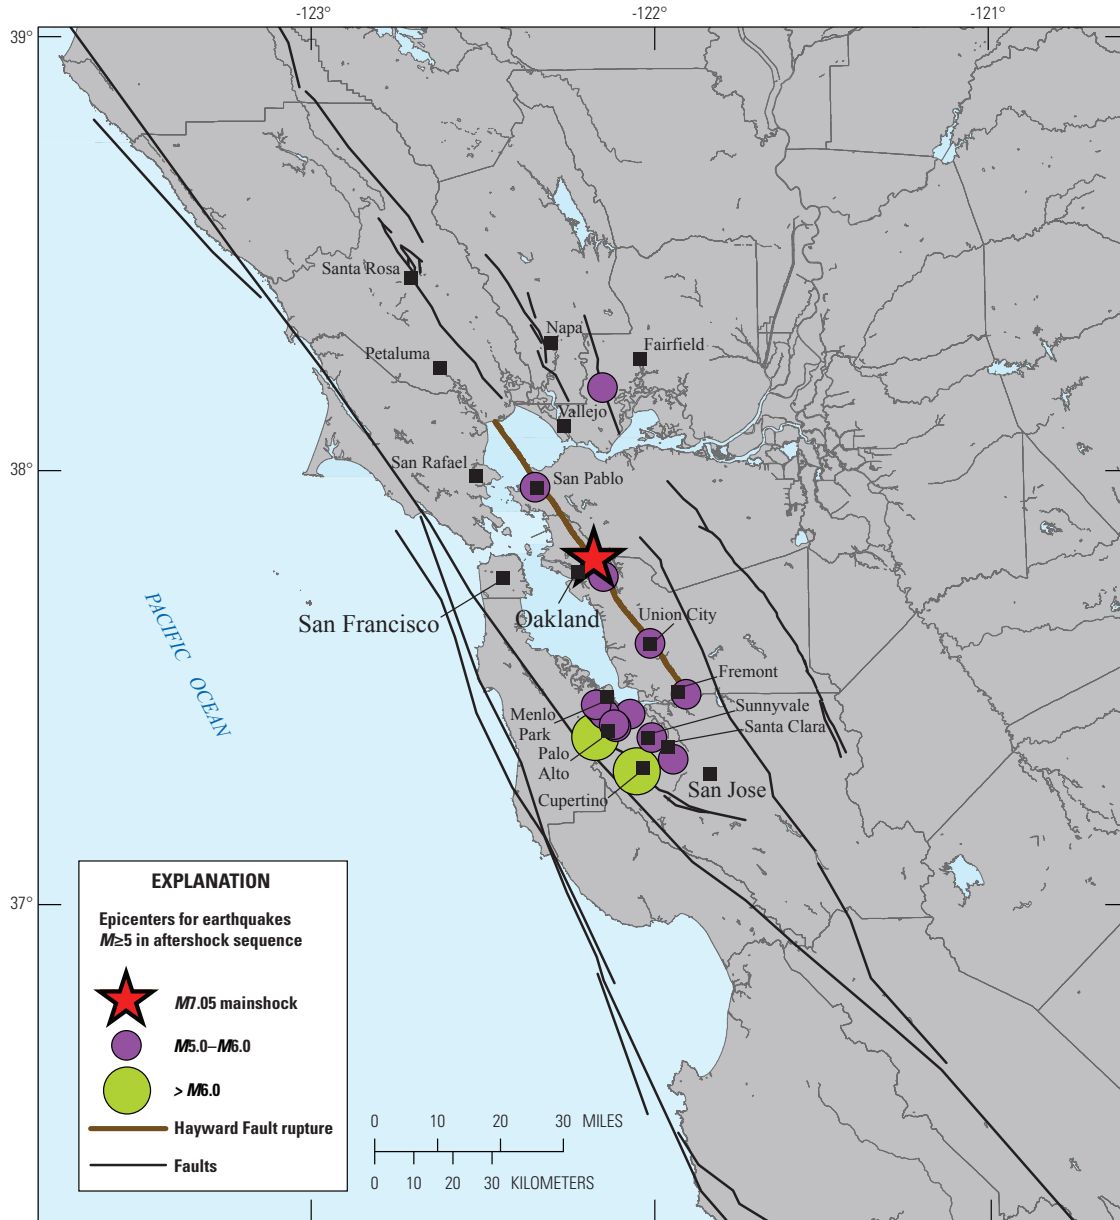 -123°
-122°
-121°
39°
Santa Rosa
Napa
Petaluma
Fairfield
Vallejo
38°
San Rafael
San Pablo
PACIFIC OCEAN
San Francisco
Oakland
Union City
Fremont
Menlo
Park
Sunnyvale
Santa Clara
Palo
Alto
Cupertino
San Jose
37°
EXPLANATION
Epicenters for earthquakes
M≥5 in aftershock sequence
M7.05 mainshock
M5.0–M6.0
> M6.0
Hayward Fault rupture
Faults
0 10 20 30 MILES
0 10 20 30 KILOMETERS